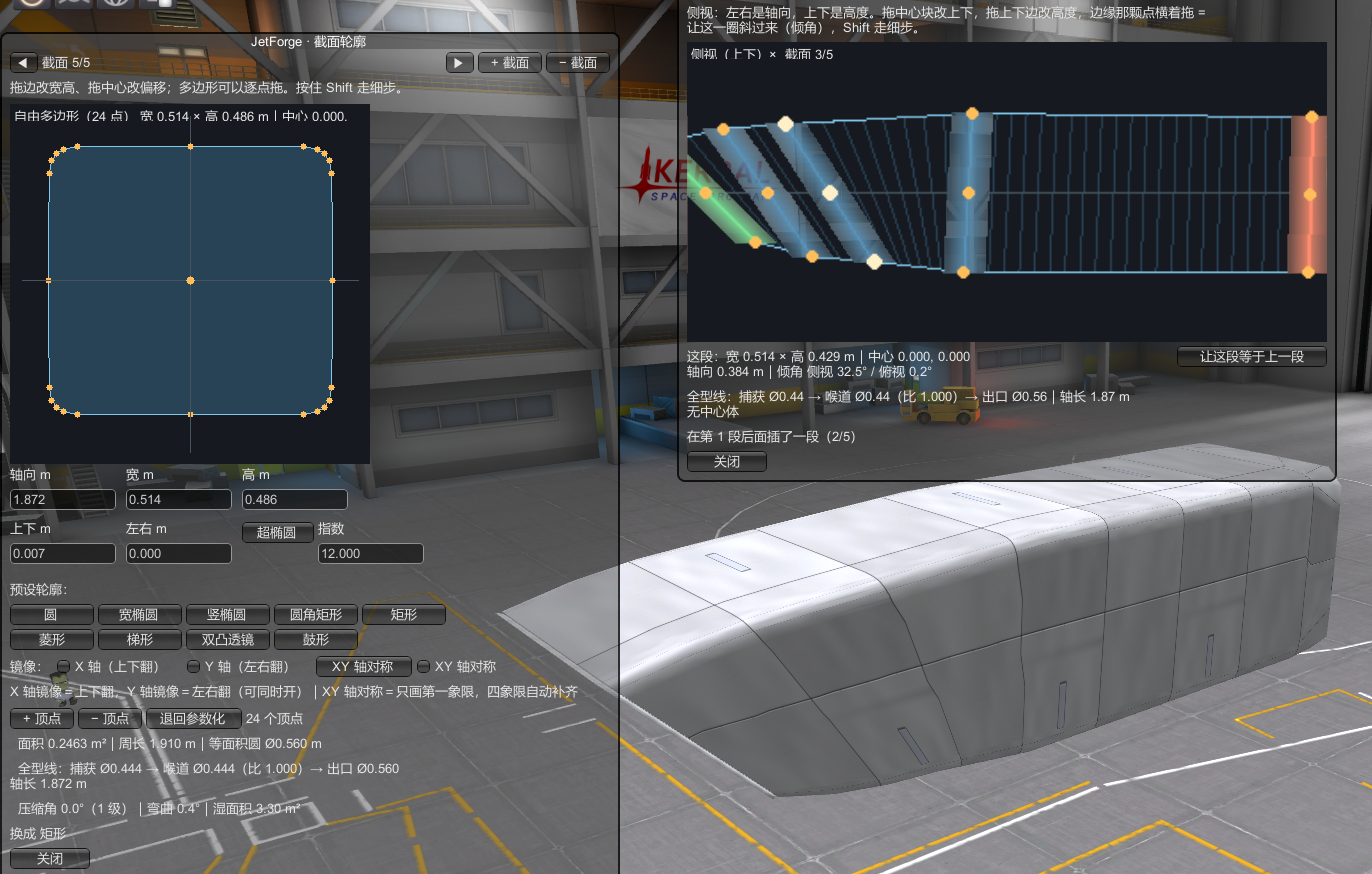 JetForge · 截面轮廓
◀ 截面 5/5 ▶ + 截面 − 截面
拖边改宽高、拖中心改偏移；多边形可以逐点拖。按住 Shift 走细步。
自由多边形（24 点） 宽 0.514 × 高 0.486 m | 中心 0.000,
轴向 m 宽 m 高 m
1.872 0.514 0.486
上下 m 左右 m 超椭圆 指数
0.007 0.000 12.000
预设轮廓：
圆 宽椭圆 竖椭圆 圆角矩形 矩形
菱形 梯形 双凸透镜 鼓形
镜像： X 轴（上下翻） Y 轴（左右翻） XY 轴对称 XY 轴对称
X 轴镜像＝上下翻，Y 轴镜像＝左右翻（可同时开）｜XY 轴对称＝只画第一象限，四象限自动补齐
+ 顶点 − 顶点 退回参数化 24 个顶点
面积 0.2463 m² | 周长 1.910 m | 等面积圆 Ø0.560 m
全型线：捕获 Ø0.444 → 喉道 Ø0.444（比 1.000）→ 出口 Ø0.560
轴长 1.872 m
压缩角 0.0°（1 级）｜弯曲 0.4°｜湿面积 3.30 m²
换成 矩形
关闭
侧视：左右是轴向，上下是高度。拖中心块改上下，拖上下边改高度，边缘那颗点横着拖 =
让这一圈斜过来（倾角），Shift 走细步。
侧视（上下）× 截面 3/5
KERBAL
SPACE PROGRAM
这段：宽 0.514 × 高 0.429 m | 中心 0.000, 0.000
轴向 0.384 m | 倾角 侧视 32.5° / 俯视 0.2°
让这段等于上一段
全型线：捕获 Ø0.44 → 喉道 Ø0.44（比 1.000）→ 出口 Ø0.56 | 轴长 1.87 m
无中心体
在第 1 段后面插了一段（2/5）
关闭